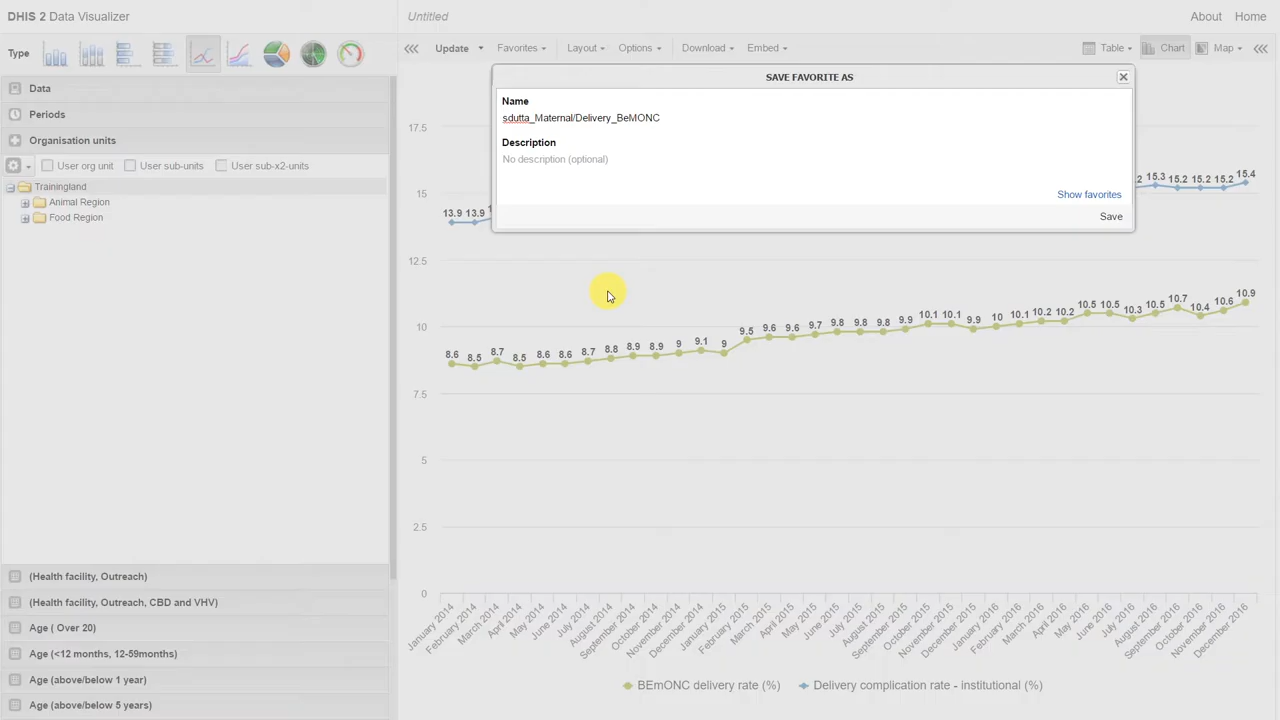 DHIS 2 Data Visualizer
Untitled
About Home
Type
Update Favorites Layout Options Download Embed Table Chart Map
Data
Periods
Organisation units
User org unit User sub-units User sub-x2-units
Trainingland
Animal Region
Food Region
(Health facility, Outreach)
(Health facility, Outreach, CBD and VHV)
Age ( Over 20)
Age (<12 months, 12-59months)
Age (above/below 1 year)
Age (above/below 5 years)
SAVE FAVORITE AS
Name
sdutta_Maternal/Delivery_BeMONC
Description
No description (optional)
Show favorites
Save
17.5
15
12.5
10
7.5
5
2.5
0
13.9 13.9
15.3 15.2 15.2 15.2 15.4
8.6 8.5 8.7 8.5 8.6 8.6 8.7 8.8 8.9 8.9 9 9.1 9 9.5 9.6 9.6 9.7 9.8 9.8 9.8 9.9 10.1 10.1 9.9 10 10.1 10.2 10.2 10.5 10.5 10.3 10.5 10.7 10.4 10.6 10.9
January 2014
February 2014
March 2014
April 2014
May 2014
June 2014
July 2014
August 2014
September 2014
October 2014
November 2014
December 2014
January 2015
February 2015
March 2015
April 2015
May 2015
June 2015
July 2015
August 2015
September 2015
October 2015
November 2015
December 2015
January 2016
February 2016
March 2016
April 2016
May 2016
June 2016
July 2016
August 2016
September 2016
October 2016
November 2016
December 2016
BEmONC delivery rate (%) Delivery complication rate - institutional (%)